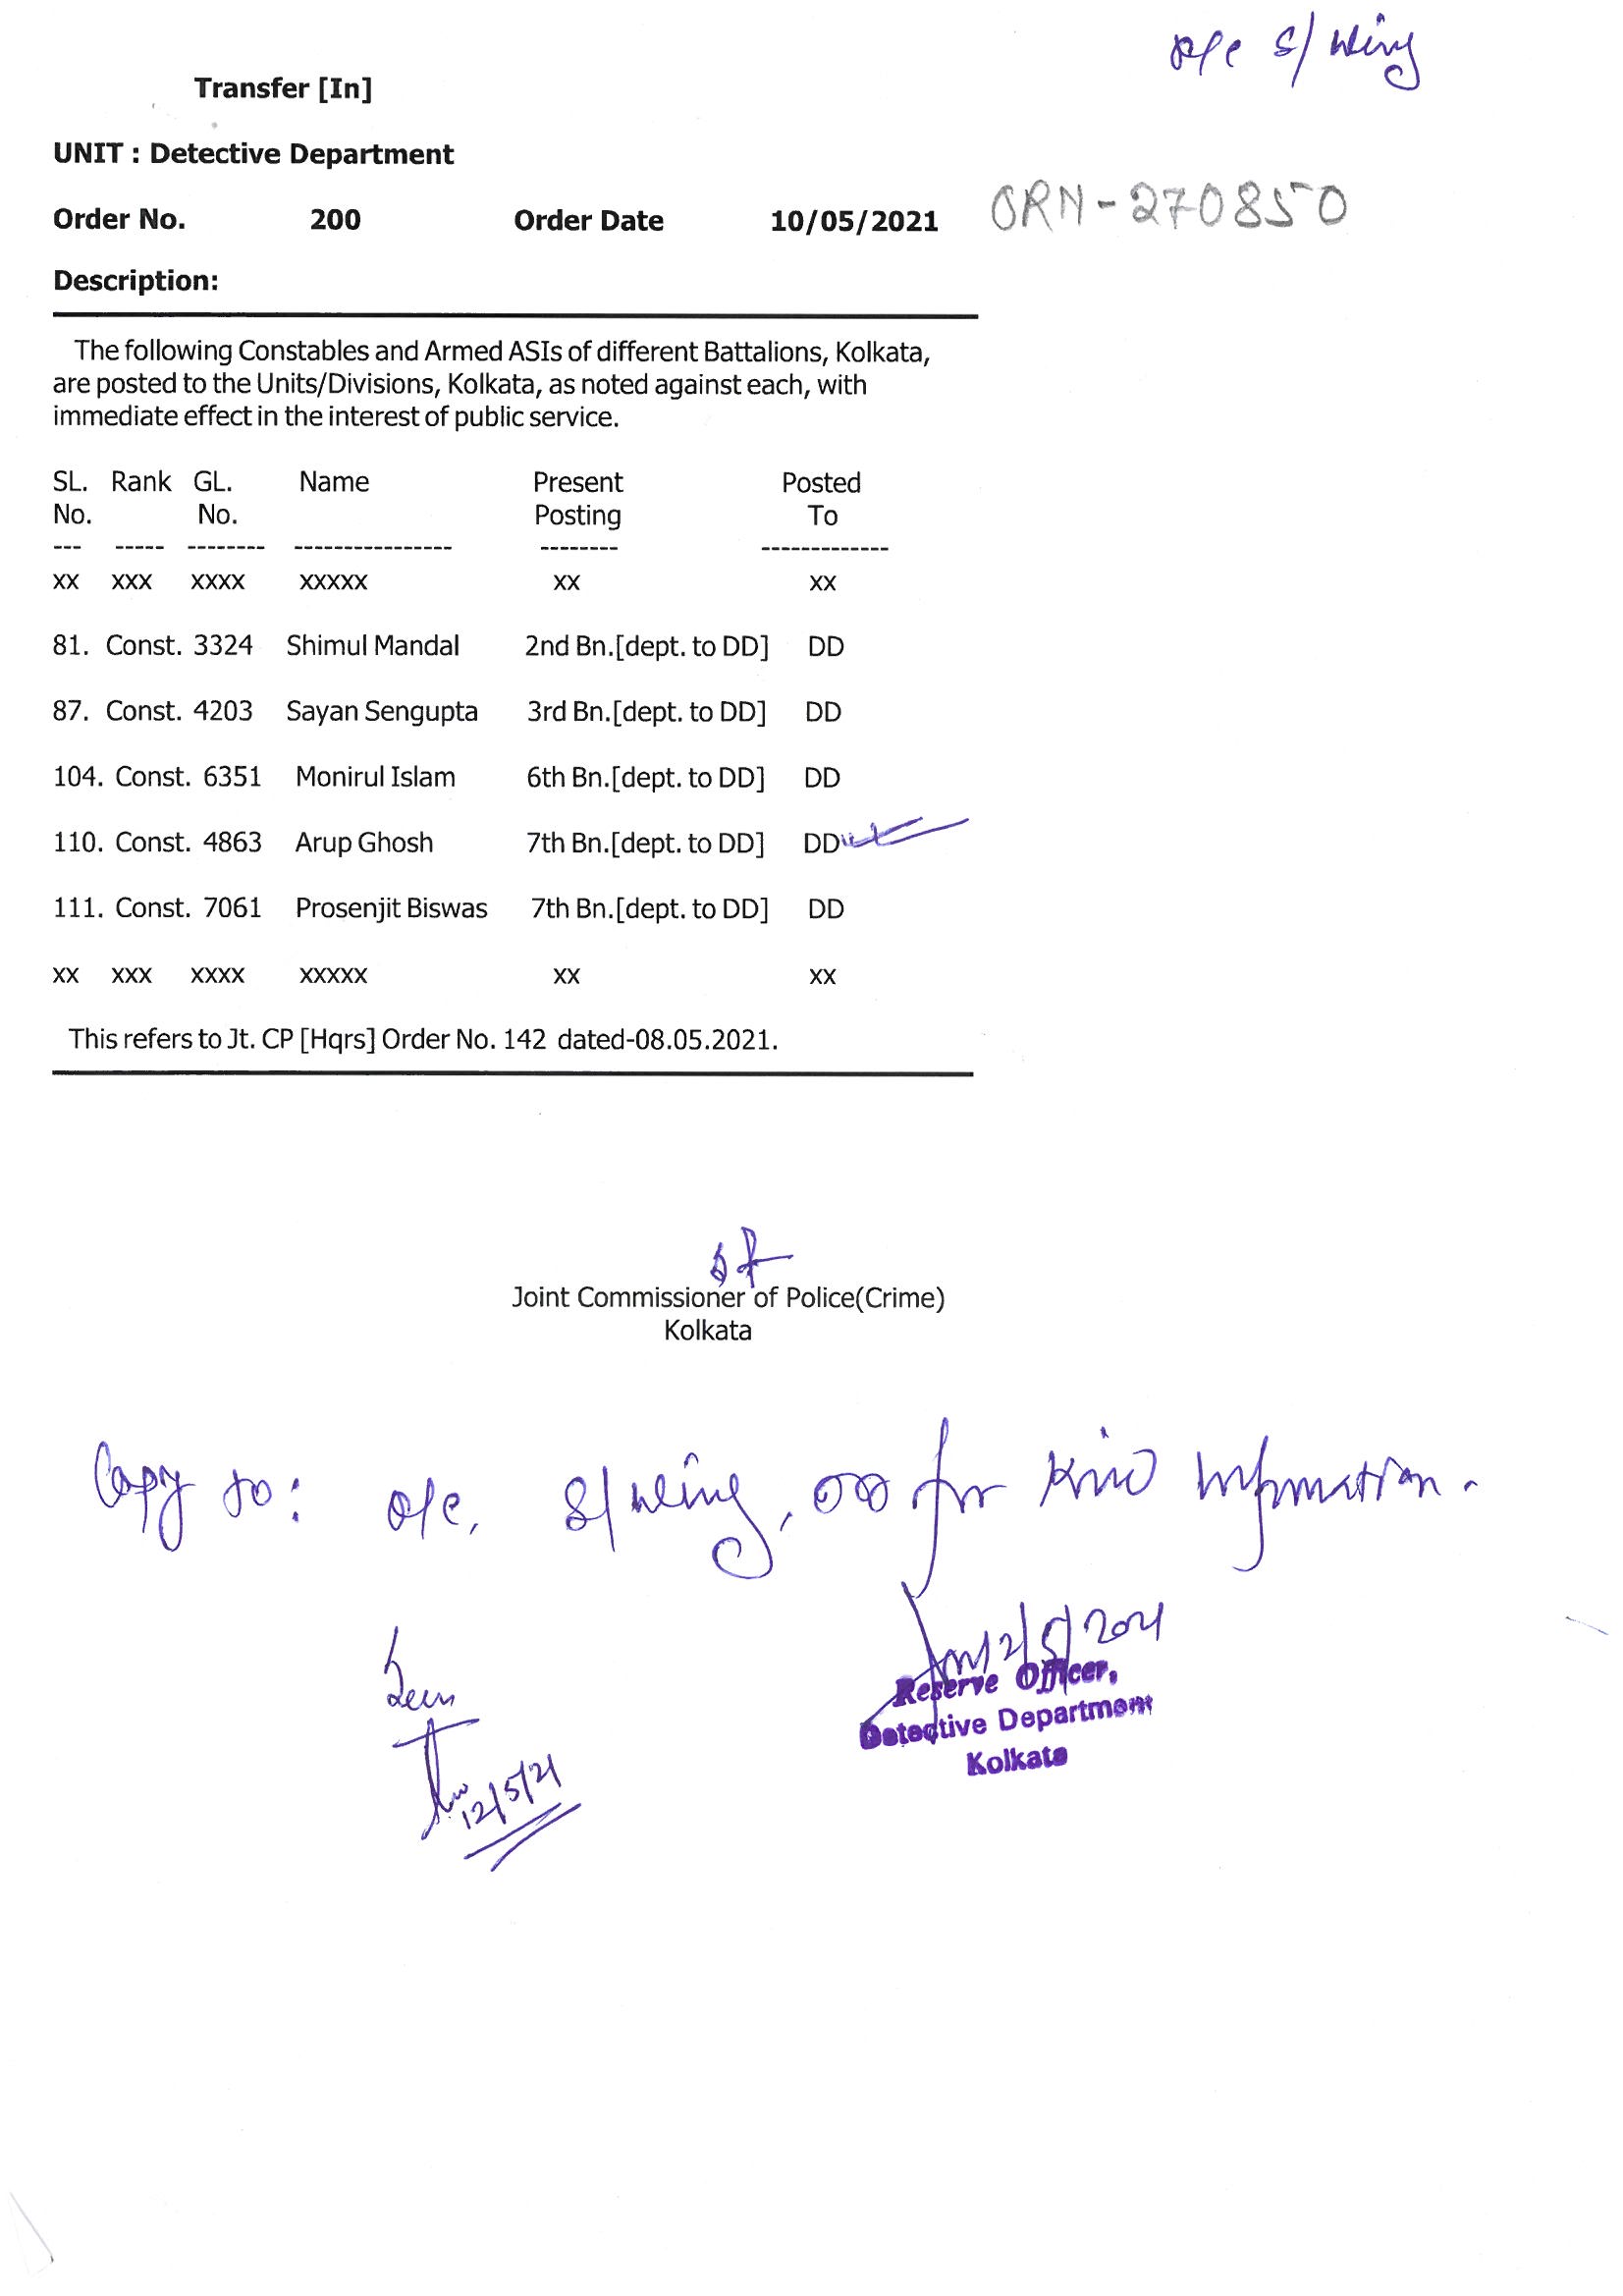 O/c S/Wing
Transfer [In]
UNIT : Detective Department
Order No. 200 Order Date 10/05/2021 ORN-270850
Description:
The following Constables and Armed ASIs of different Battalions, Kolkata,
are posted to the Units/Divisions, Kolkata, as noted against each, with
immediate effect in the interest of public service.
SL. Rank GL. Name Present Posted
No. No. Posting To
--- ----- -------- ---------------- -------- -------------
xx xxx xxxx xxxxx xx xx
81. Const. 3324 Shimul Mandal 2nd Bn.[dept. to DD] DD
87. Const. 4203 Sayan Sengupta 3rd Bn.[dept. to DD] DD
104. Const. 6351 Monirul Islam 6th Bn.[dept. to DD] DD
110. Const. 4863 Arup Ghosh 7th Bn.[dept. to DD] DD
111. Const. 7061 Prosenjit Biswas 7th Bn.[dept. to DD] DD
xx xxx xxxx xxxxx xx xx
This refers to Jt. CP [Hqrs] Order No. 142 dated-08.05.2021.
Joint Commissioner of Police(Crime)
Kolkata
Copy to: O/c, S/Wing, DD for kind information.
Seen
12/5/2021
Reserve Officer,
Detective Department
Kolkata
12/5/21